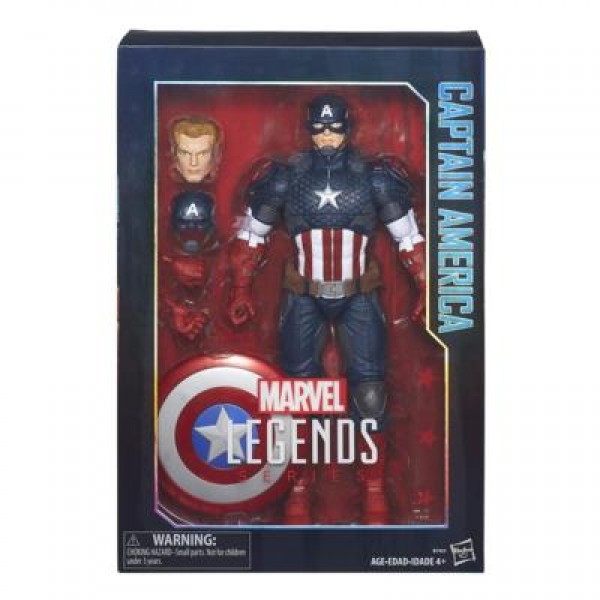 CAPTAIN AMERICA
A
A
MARVEL
LEGENDS
SERIES
WARNING:
CHOKING HAZARD–Small parts. Not for children
under 3 years.
AGE-EDAD-IDADE 4+
Hasbro